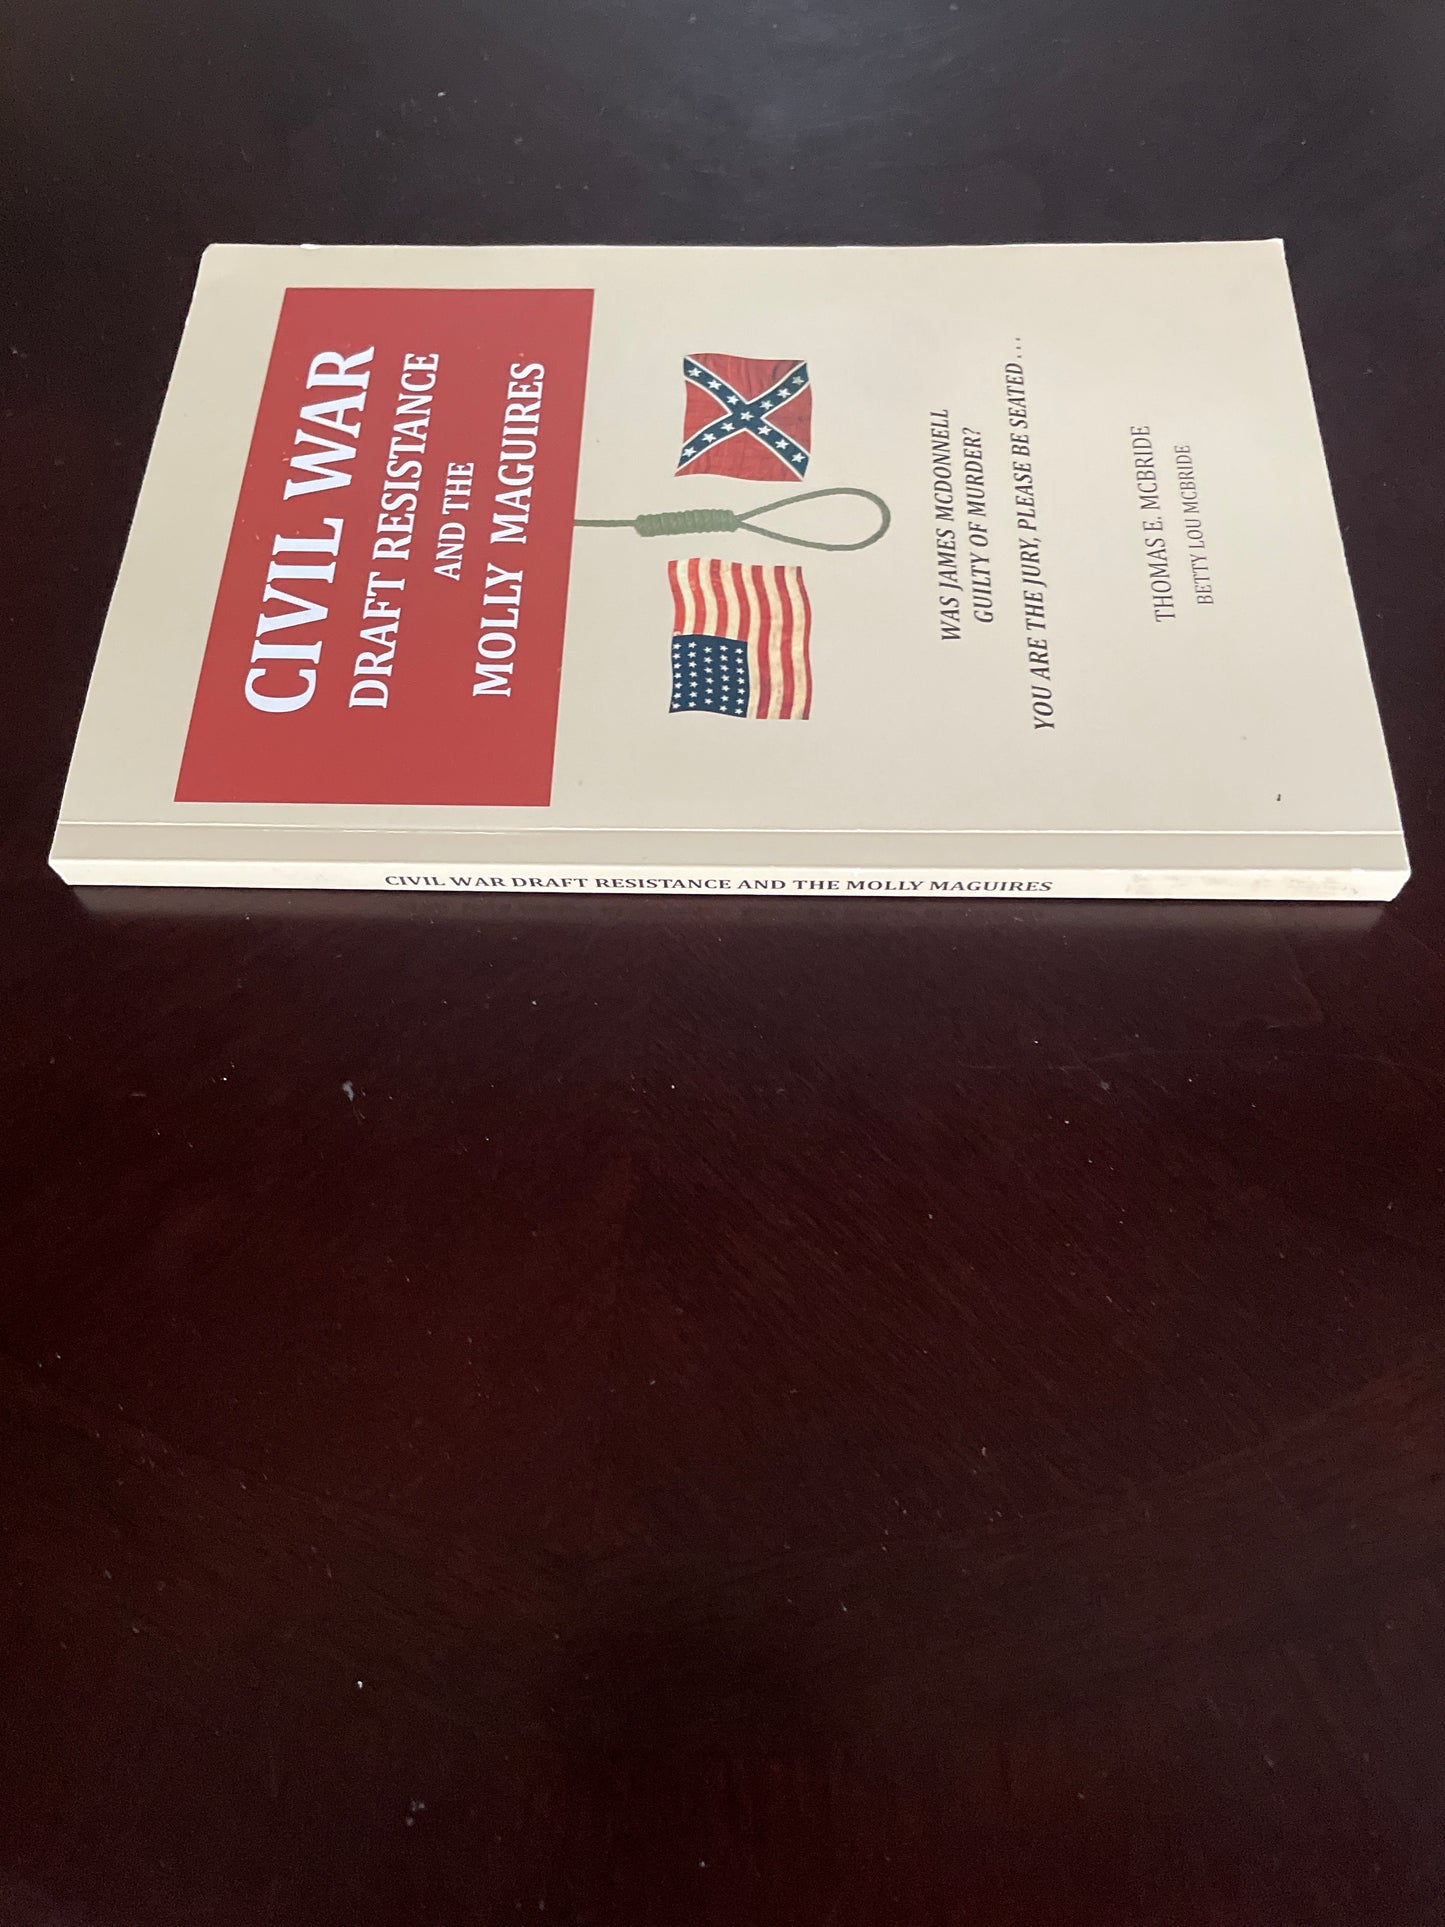 CIVIL WAR
DRAFT RESISTANCE
AND THE
MOLLY MAGUIRES
WAS JAMES MCDONNELL
GUILTY OF MURDER?
YOU ARE THE JURY, PLEASE BE SEATED...
THOMAS E. MCBRIDE
BETTY LOU MCBRIDE
CIVIL WAR DRAFT RESISTANCE AND THE MOLLY MAGUIRES